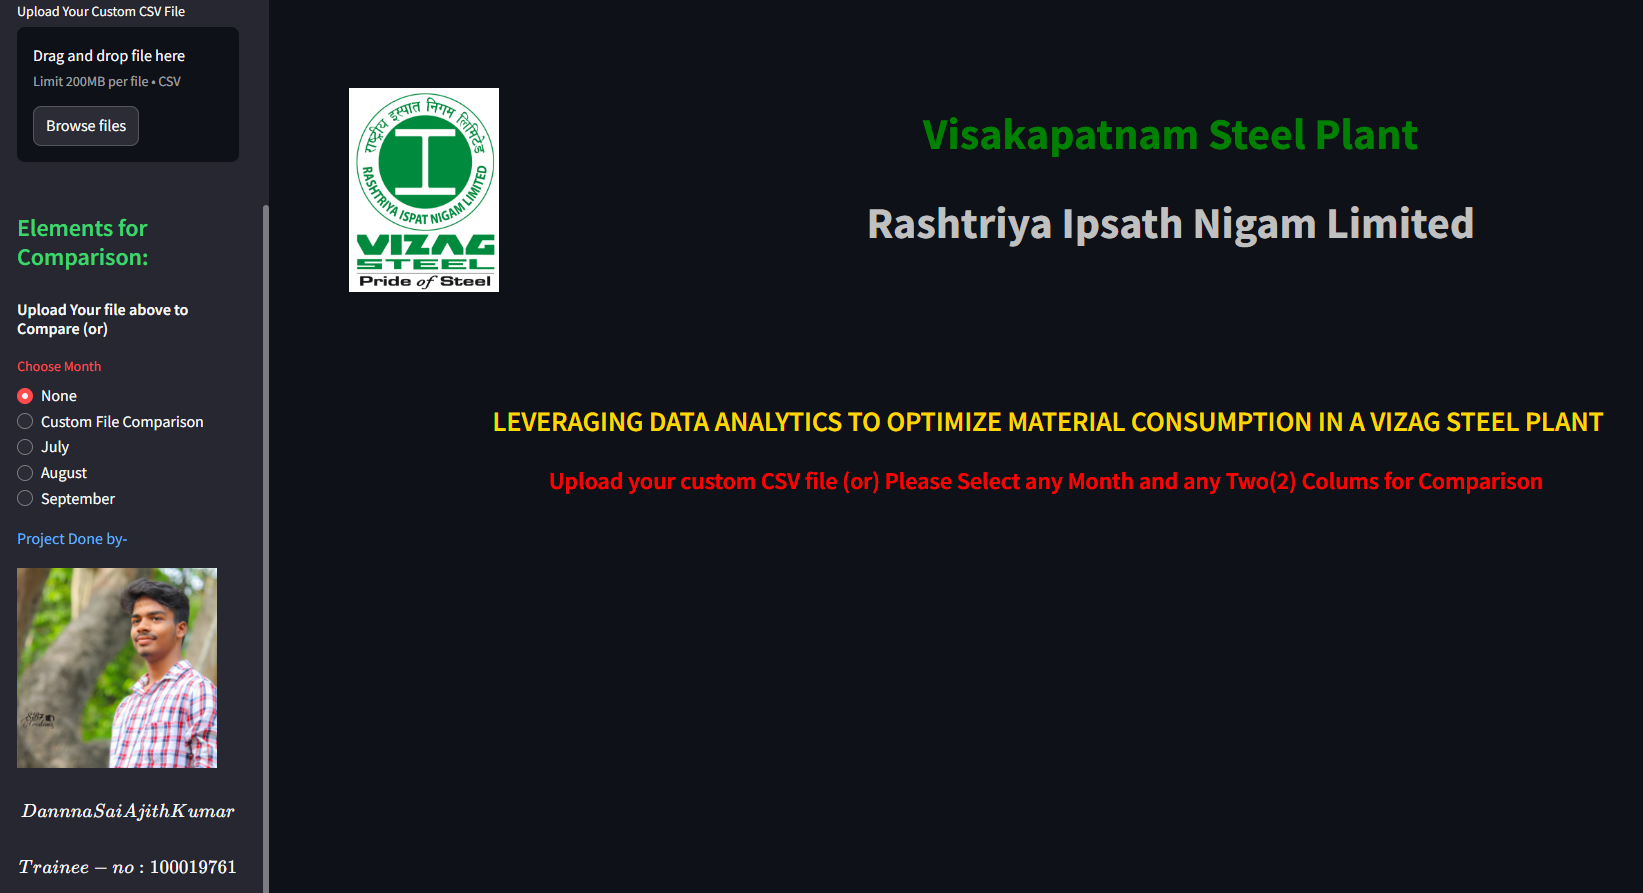 Upload Your Custom CSV File
Drag and drop file here
Limit 200MB per file • CSV
Browse files
Elements for
Comparison:
Upload Your file above to
Compare (or)
Choose Month
None
Custom File Comparison
July
August
September
Project Done by-
DannnaSaiAjithKumar
Trainee − no : 100019761
राष्ट्रीय इस्पात निगम लिमिटेड
RASHTRIYA ISPAT NIGAM LIMITED
VIZAG
STEEL
Pride of Steel
Visakapatnam Steel Plant
Rashtriya Ipsath Nigam Limited
LEVERAGING DATA ANALYTICS TO OPTIMIZE MATERIAL CONSUMPTION IN A VIZAG STEEL PLANT
Upload your custom CSV file (or) Please Select any Month and any Two(2) Colums for Comparison